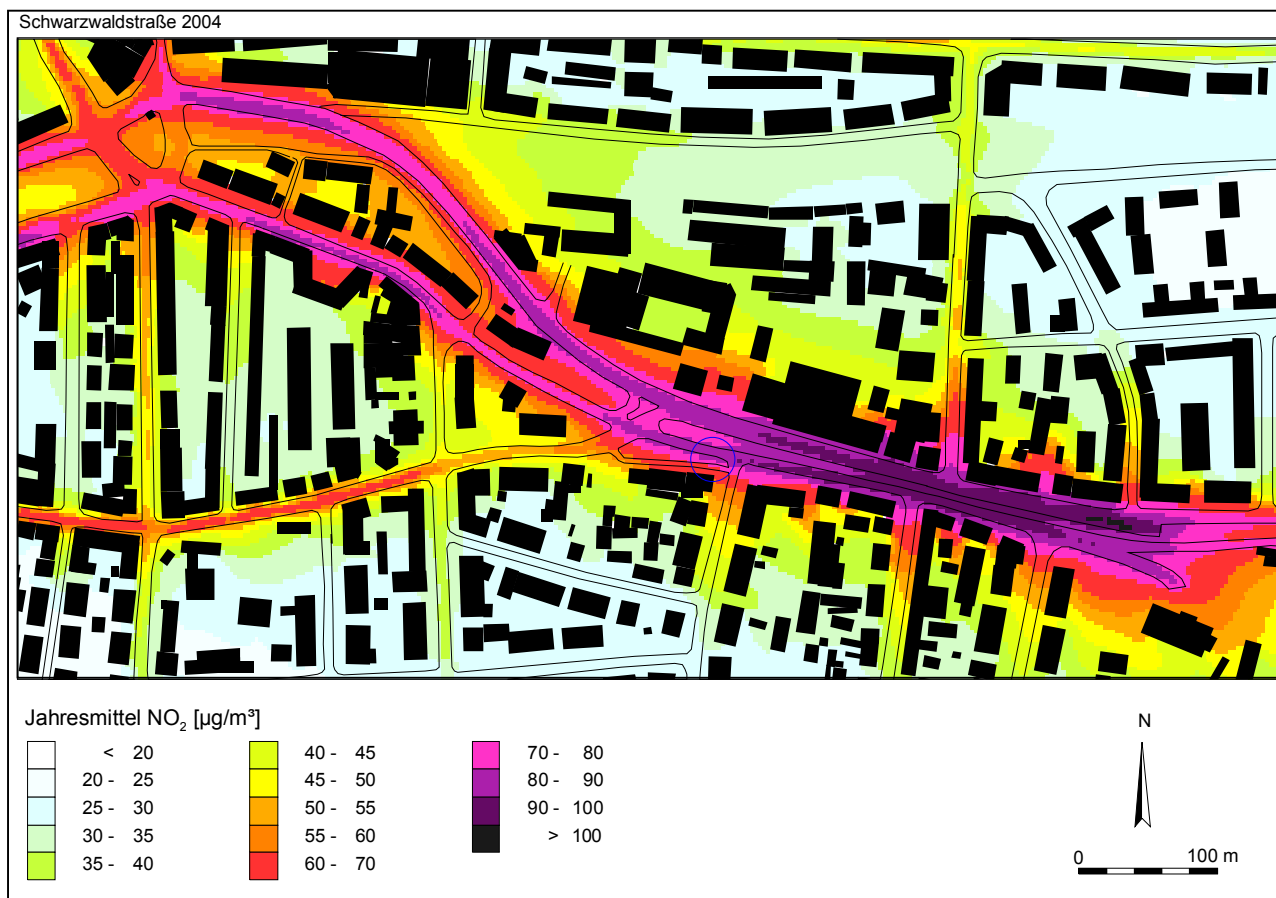 Schwarzwaldstraße 2004
Jahresmittel NO₂ [µg/m³]
< 20
20 - 25
25 - 30
30 - 35
35 - 40
40 - 45
45 - 50
50 - 55
55 - 60
60 - 70
70 - 80
80 - 90
90 - 100
> 100
N
0 100 m